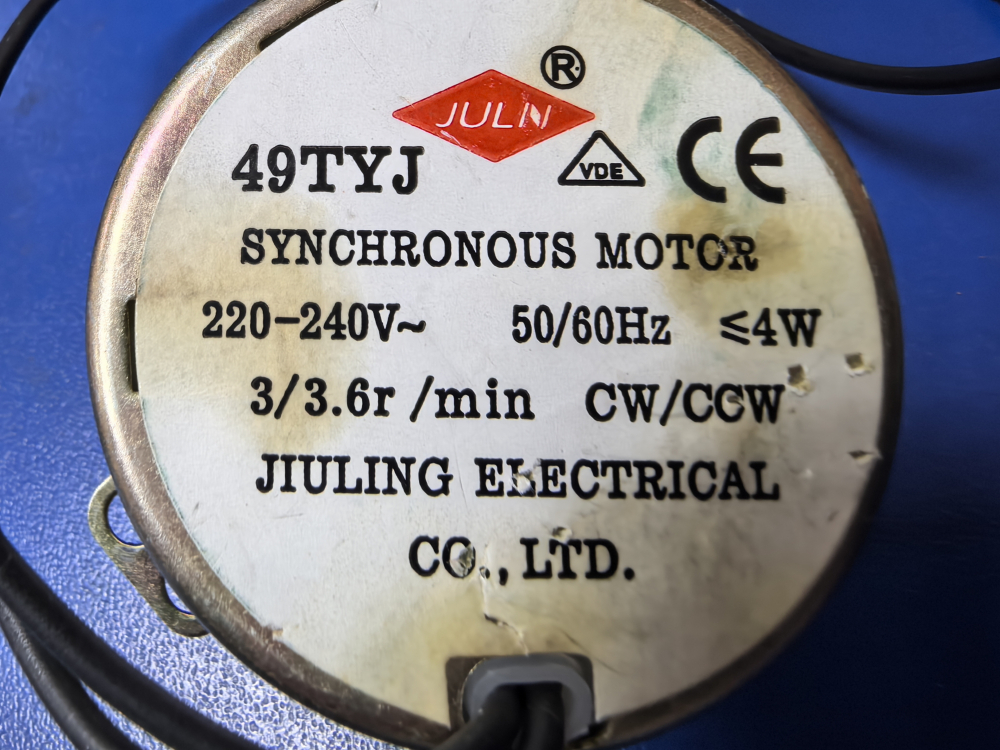 ®
JULIN
VDE
CE
49TYJ
SYNCHRONOUS MOTOR
220-240V~ 50/60Hz ≤4W
3/3.6r/min CW/CCW
JIULING ELECTRICAL
CO.,LTD.